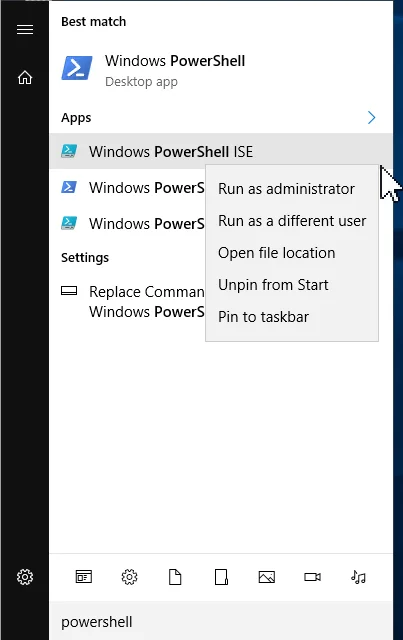 Best match
Windows PowerShell
Desktop app
Apps
Windows PowerShell ISE
Windows PowerS
Windows PowerS
Settings
Replace Comman
Windows PowerS
Run as administrator
Run as a different user
Open file location
Unpin from Start
Pin to taskbar
powershell